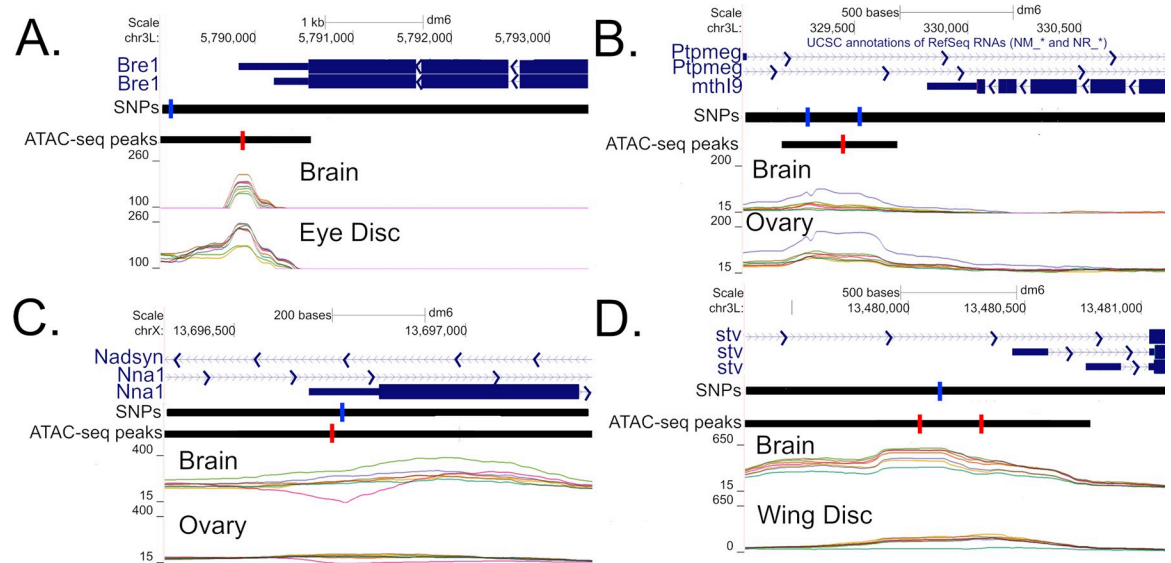 A.
Scale 1 kb dm6
chr3L: 5,790,000 5,791,000 5,792,000 5,793,000
Bre1
Bre1
SNPs
ATAC-seq peaks
260
Brain
100
260
Eye Disc
100
B.
Scale 500 bases dm6
chr3L: 329,500 330,000 330,500
UCSC annotations of RefSeq RNAs (NM_* and NR_*)
Ptpmeg
Ptpmeg
mthl9
SNPs
ATAC-seq peaks
200
Brain
15
200
Ovary
15
C.
Scale 200 bases dm6
chrX: 13,696,500 13,697,000
Nadsyn
Nna1
Nna1
SNPs
ATAC-seq peaks
400
Brain
15
400
Ovary
15
D.
Scale 500 bases dm6
chr3L: 13,480,000 13,480,500 13,481,000
stv
stv
stv
SNPs
ATAC-seq peaks
650
Brain
15
650
Wing Disc
0